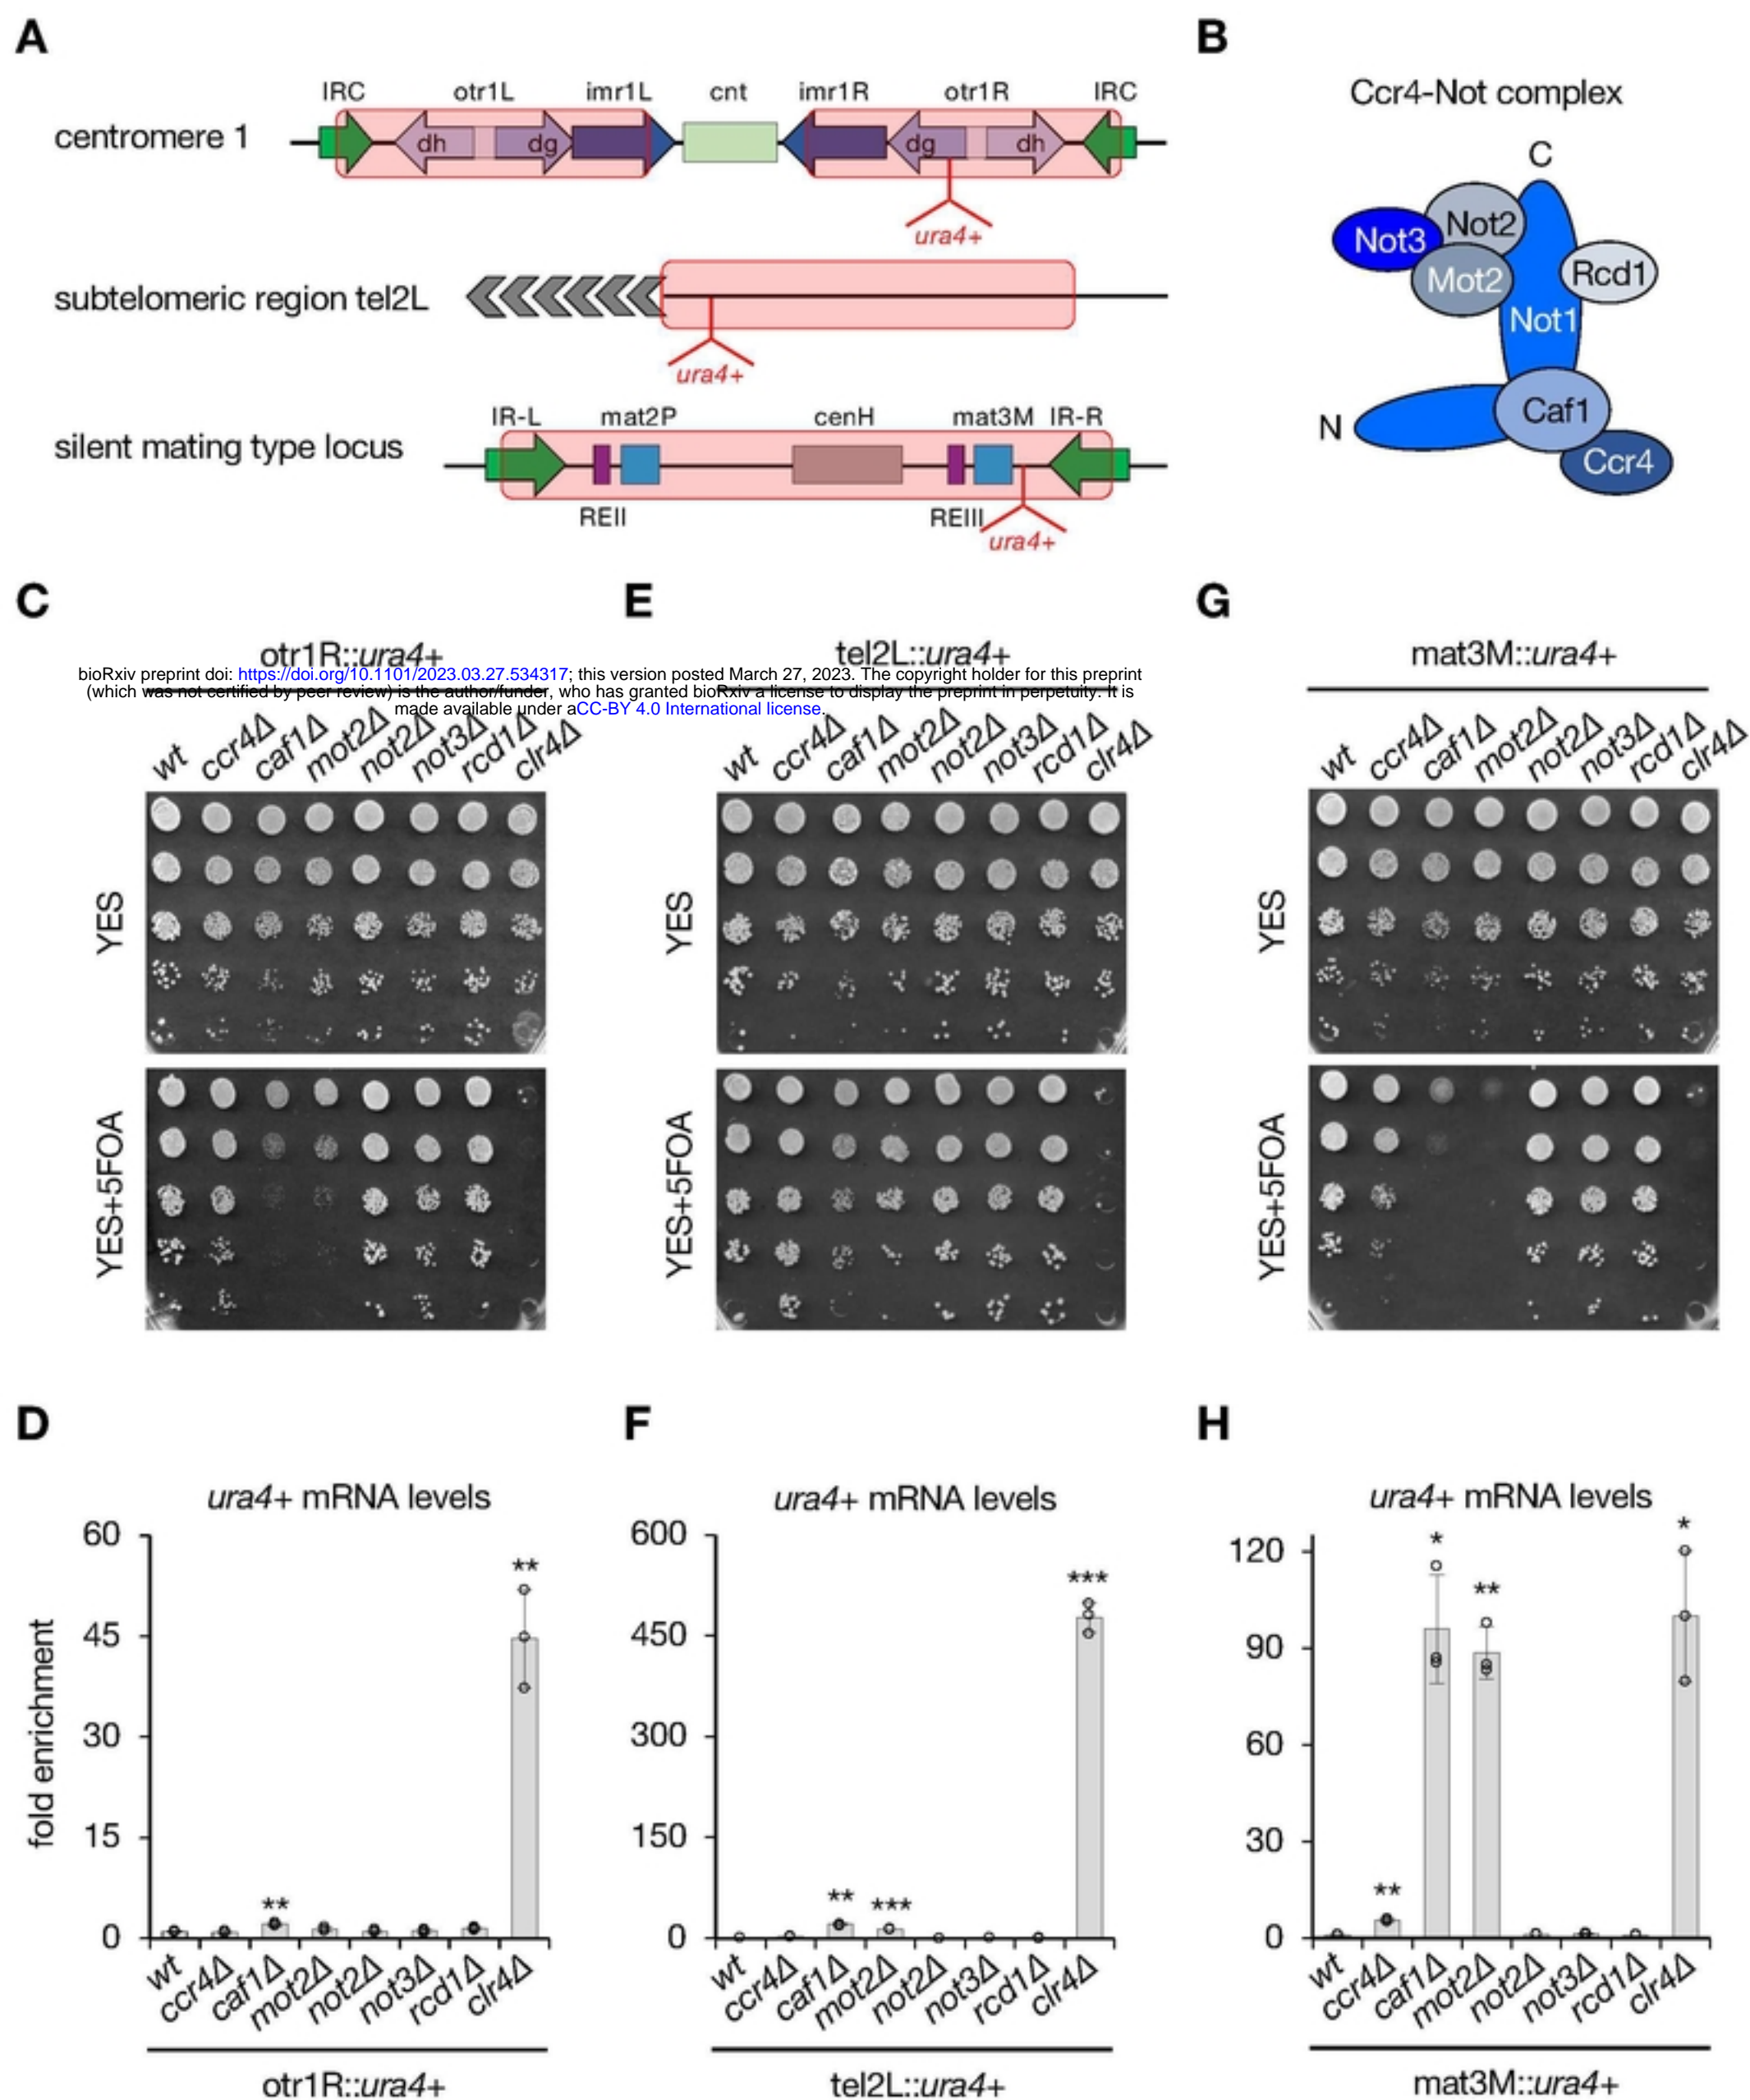 A
B
IRC otr1L imr1L cnt imr1R otr1R IRC
Ccr4-Not complex
centromere 1
dh dg dg dh
ura4+
C
Not3 Not2 Mot2 Rcd1
Not1
subtelomeric region tel2L
ura4+
N Caf1
Ccr4
IR-L mat2P cenH mat3M IR-R
silent mating type locus
REII REIII
ura4+
C
E
G
otr1R::ura4+
tel2L::ura4+
mat3M::ura4+
bioRxiv preprint doi: https://doi.org/10.1101/2023.03.27.534317; this version posted March 27, 2023. The copyright holder for this preprint
(which was not certified by peer review) is the author/funder, who has granted bioRxiv a license to display the preprint in perpetuity. It is
made available under aCC-BY 4.0 International license.
wt ccr4Δ caf1Δ mot2Δ not2Δ not3Δ rcd1Δ clr4Δ
wt ccr4Δ caf1Δ mot2Δ not2Δ not3Δ rcd1Δ clr4Δ
wt ccr4Δ caf1Δ mot2Δ not2Δ not3Δ rcd1Δ clr4Δ
YES
YES
YES
YES+5FOA
YES+5FOA
YES+5FOA
D
ura4+ mRNA levels
fold enrichment
60
45
30
15
0
**
**
wt ccr4Δ caf1Δ mot2Δ not2Δ not3Δ rcd1Δ clr4Δ
otr1R::ura4+
F
ura4+ mRNA levels
600
450
300
150
0
**
***
***
wt ccr4Δ caf1Δ mot2Δ not2Δ not3Δ rcd1Δ clr4Δ
tel2L::ura4+
H
ura4+ mRNA levels
120
90
60
30
0
**
*
**
*
wt ccr4Δ caf1Δ mot2Δ not2Δ not3Δ rcd1Δ clr4Δ
mat3M::ura4+